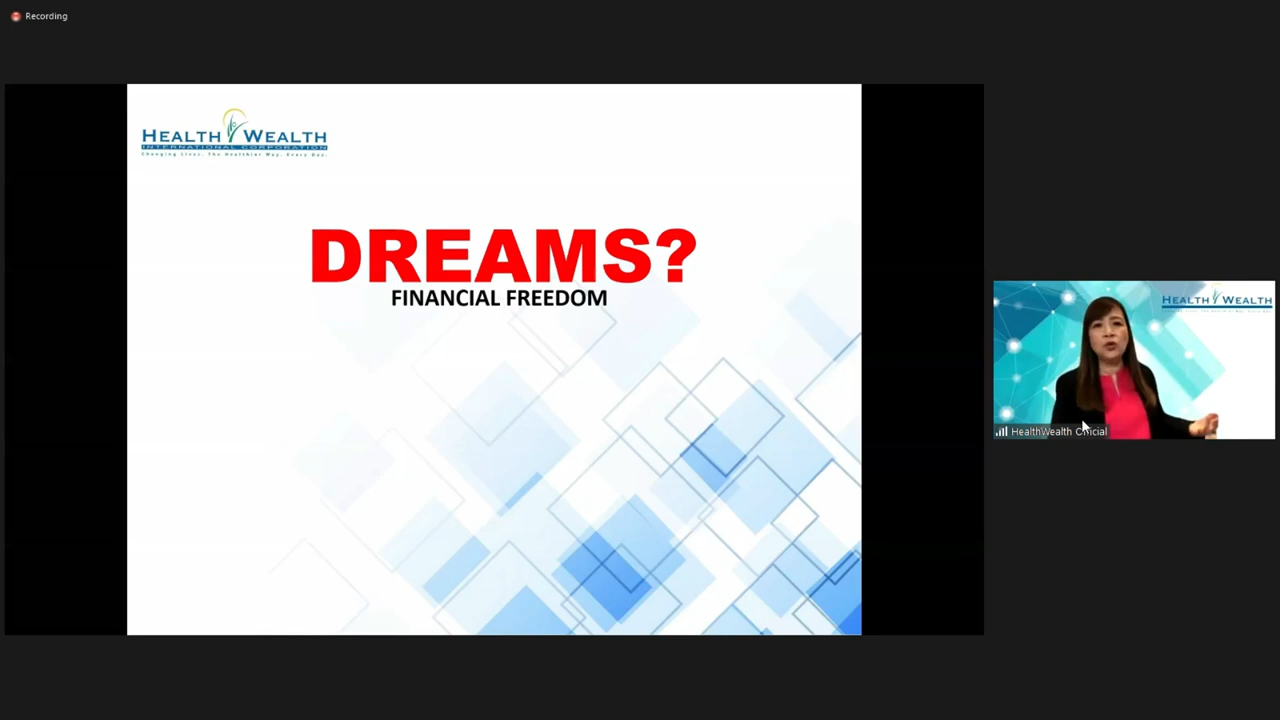 Recording
HEALTH WEALTH
INTERNATIONAL CORPORATION
Changing Lives. The Healthier Way. Every Day.
DREAMS?
FINANCIAL FREEDOM
HEALTH WEALTH
HealthWealth Official